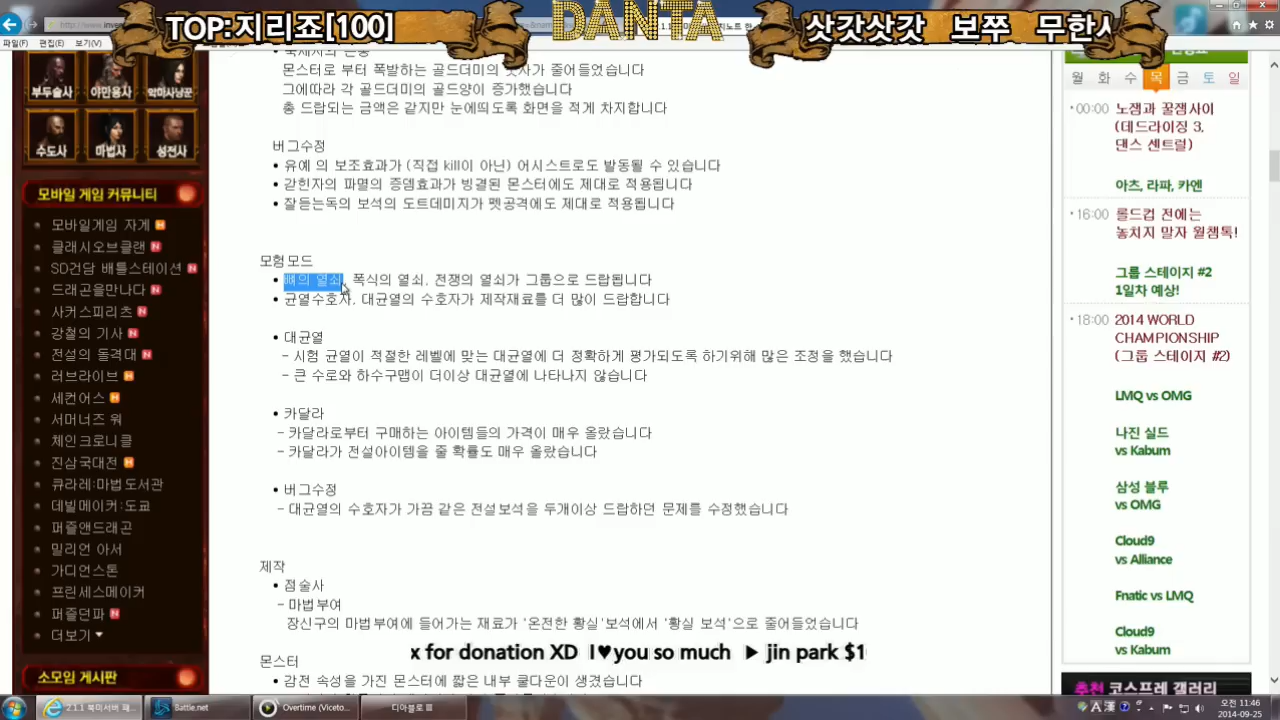 TOP:지리죠[100]
DANTA
삿갓삿갓 보쭈 무한사
파일(F) 편집(E) 보기(V)
부두술사 야만용사 악마사냥꾼
수도사 마법사 성전사
모바일 게임 커뮤니티
모바일게임 자게
클래시오브클랜
SD건담 배틀스테이션
드래곤을만나다
사커스피리츠
강철의 기사
전설의 돌격대
러브라이브
세컨어스
서머너즈 워
체인크로니클
진삼국대전
큐라레:마법도서관
데빌메이커:도쿄
퍼즐앤드래곤
밀리언 아서
가디언스톤
프린세스메이커
퍼즐던파
더보기
소모임 게시판
몬스터로 부터 폭발하는 골드더미의 숫자가 줄어들었습니다
그에따라 각 골드더미의 골드양이 증가했습니다
총 드랍되는 금액은 같지만 눈에띄도록 화면을 적게 차지합니다
버그수정
• 유예 의 보조효과가 (직접 kill이 아닌) 어시스트로도 발동될 수 있습니다
• 갇힌자의 파멸의 증뎀효과가 빙결된 몬스터에도 제대로 적용됩니다
• 잘듣는독의 보석의 도트데미지가 펫공격에도 제대로 적용됩니다
모험모드
• 뼈의 열쇠, 폭식의 열쇠, 전쟁의 열쇠가 그룹으로 드랍됩니다
• 균열수호자, 대균열의 수호자가 제작재료를 더 많이 드랍합니다
• 대균열
- 시험 균열이 적절한 레벨에 맞는 대균열에 더 정확하게 평가되도록 하기위해 많은 조정을 했습니다
- 큰 수로와 하수구맵이 더이상 대균열에 나타나지 않습니다
• 카달라
- 카달라로부터 구매하는 아이템들의 가격이 매우 올랐습니다
- 카달라가 전설아이템을 줄 확률도 매우 올랐습니다
• 버그수정
- 대균열의 수호자가 가끔 같은 전설보석을 두개이상 드랍하던 문제를 수정했습니다
제작
• 점술사
- 마법부여
장신구의 마법부여에 들어가는 재료가 '온전한 황실'보석에서 '황실 보석'으로 줄어들었습니다
몬스터
• 감전 속성을 가진 몬스터에 짧은 내부 쿨다운이 생겼습니다
x for donation XD I♥you so much ▶ jin park $1
월 화 수 목 금 토 일
00:00 노잼과 꿀잼사이
(데드라이징 3,
댄스 센트럴)
아츠, 라파, 카엔
16:00 롤드컵 전에는
놓치지 말자 월챔톡!
그룹 스테이지 #2
1일차 예상!
18:00 2014 WORLD
CHAMPIONSHIP
(그룹 스테이지 #2)
LMQ vs OMG
나진 실드
vs Kabum
삼성 블루
vs OMG
Cloud9
vs Alliance
Fnatic vs LMQ
Cloud9
vs Kabum
추천 코스프레 갤러리
Battle.net
Overtime (Viceto...
디아블로 III
오전 11:46
2014-09-25